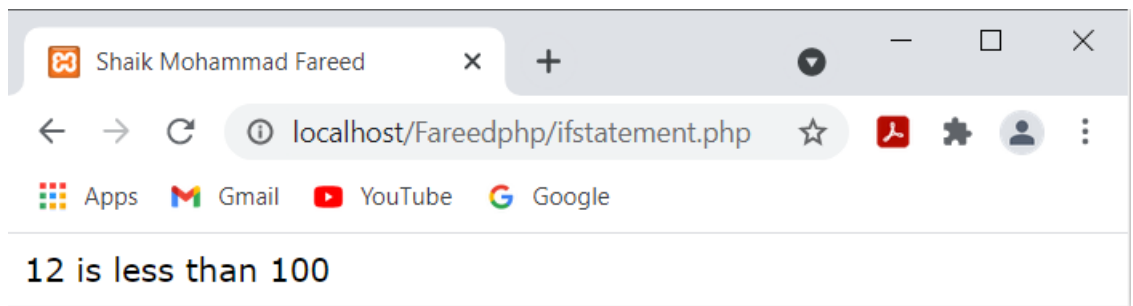 Shaik Mohammad Fareed
localhost/Fareedphp/ifstatement.php
Apps Gmail YouTube Google
12 is less than 100